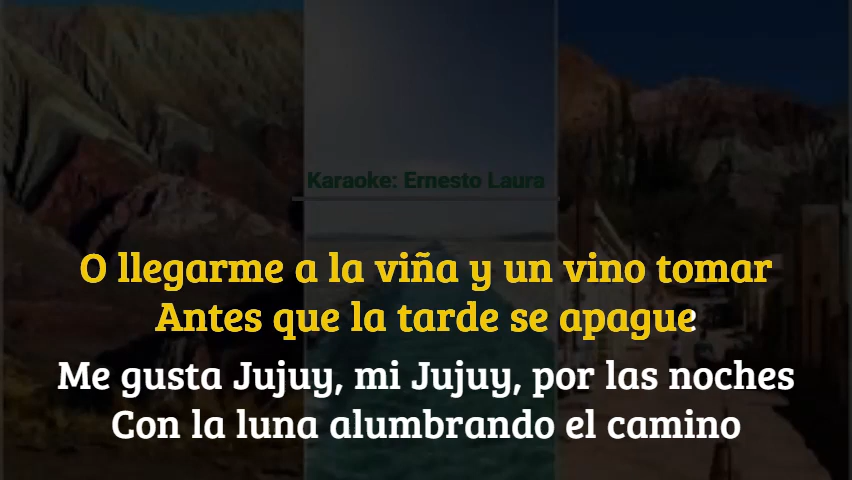 Karaoke: Ernesto Laura
O llegarme a la viña y un vino tomar
Antes que la tarde se apague
Me gusta Jujuy, mi Jujuy, por las noches
Con la luna alumbrando el camino